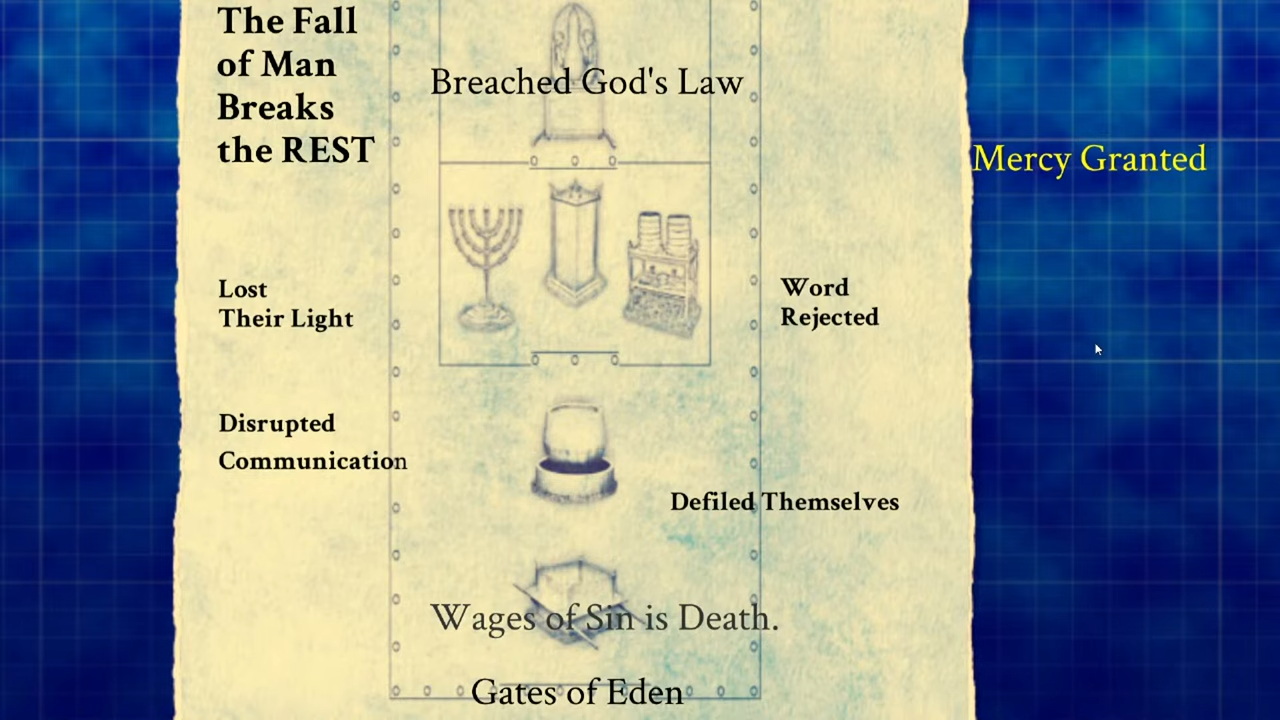 The Fall
of Man
Breaks
the REST
Breached God's Law
Mercy Granted
Lost
Their Light
Word
Rejected
Disrupted
Communication
Defiled Themselves
Wages of Sin is Death.
Gates of Eden